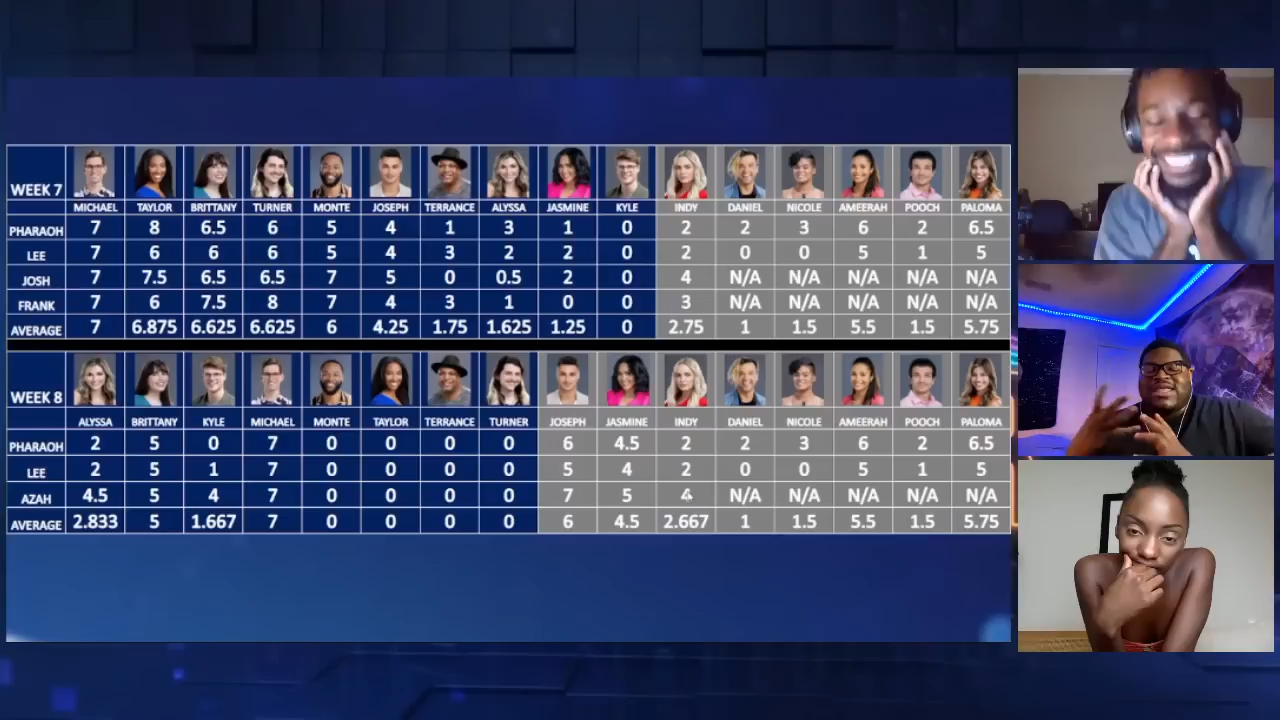 WEEK 7
MICHAEL TAYLOR BRITTANY TURNER MONTE JOSEPH TERRANCE ALYSSA JASMINE KYLE INDY DANIEL NICOLE AMEERAH POOCH PALOMA
PHARAOH 7 8 6.5 6 5 4 1 3 1 0 2 2 3 6 2 6.5
LEE 7 6 6 6 5 4 3 2 2 0 2 0 0 5 1 5
JOSH 7 7.5 6.5 6.5 7 5 0 0.5 2 0 4 N/A N/A N/A N/A N/A
FRANK 7 6 7.5 8 7 4 3 1 0 0 3 N/A N/A N/A N/A N/A
AVERAGE 7 6.875 6.625 6.625 6 4.25 1.75 1.625 1.25 0 2.75 1 1.5 5.5 1.5 5.75
WEEK 8
ALYSSA BRITTANY KYLE MICHAEL MONTE TAYLOR TERRANCE TURNER JOSEPH JASMINE INDY DANIEL NICOLE AMEERAH POOCH PALOMA
PHARAOH 2 5 0 7 0 0 0 0 6 4.5 2 2 3 6 2 6.5
LEE 2 5 1 7 0 0 0 0 5 4 2 0 0 5 1 5
AZAH 4.5 5 4 7 0 0 0 0 7 5 4 N/A N/A N/A N/A N/A
AVERAGE 2.833 5 1.667 7 0 0 0 0 6 4.5 2.667 1 1.5 5.5 1.5 5.75